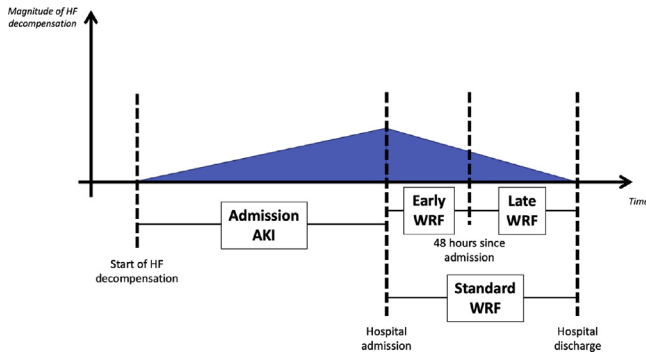 Magnitude of HF
decompensation
Time
Admission
AKI
Early
WRF
Late
WRF
48 hours since
admission
Start of HF
decompensation
Standard
WRF
Hospital
admission
Hospital
discharge